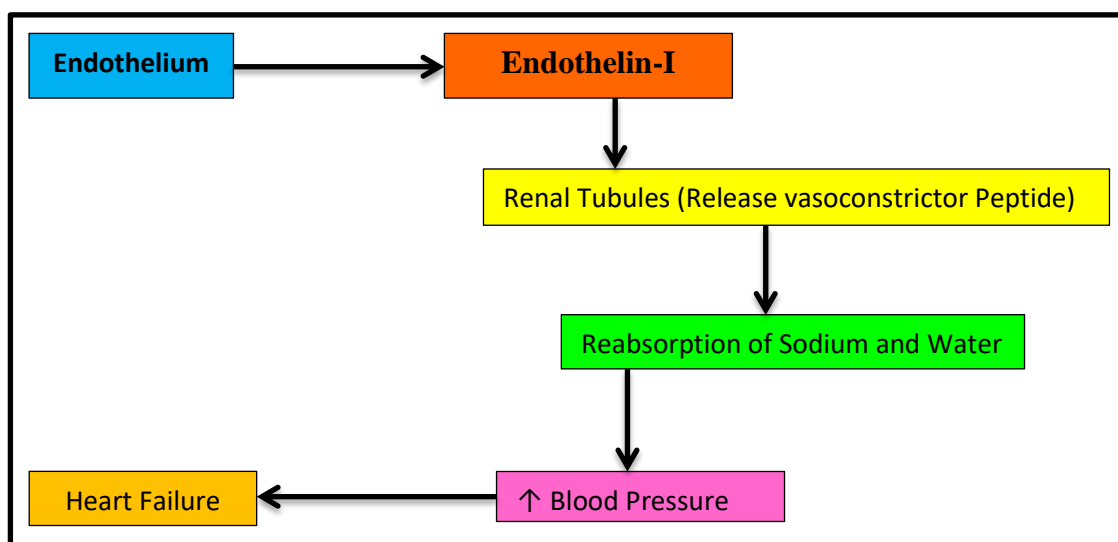 Endothelium
Endothelin-I
Renal Tubules (Release vasoconstrictor Peptide)
Reabsorption of Sodium and Water
Heart Failure
↑ Blood Pressure